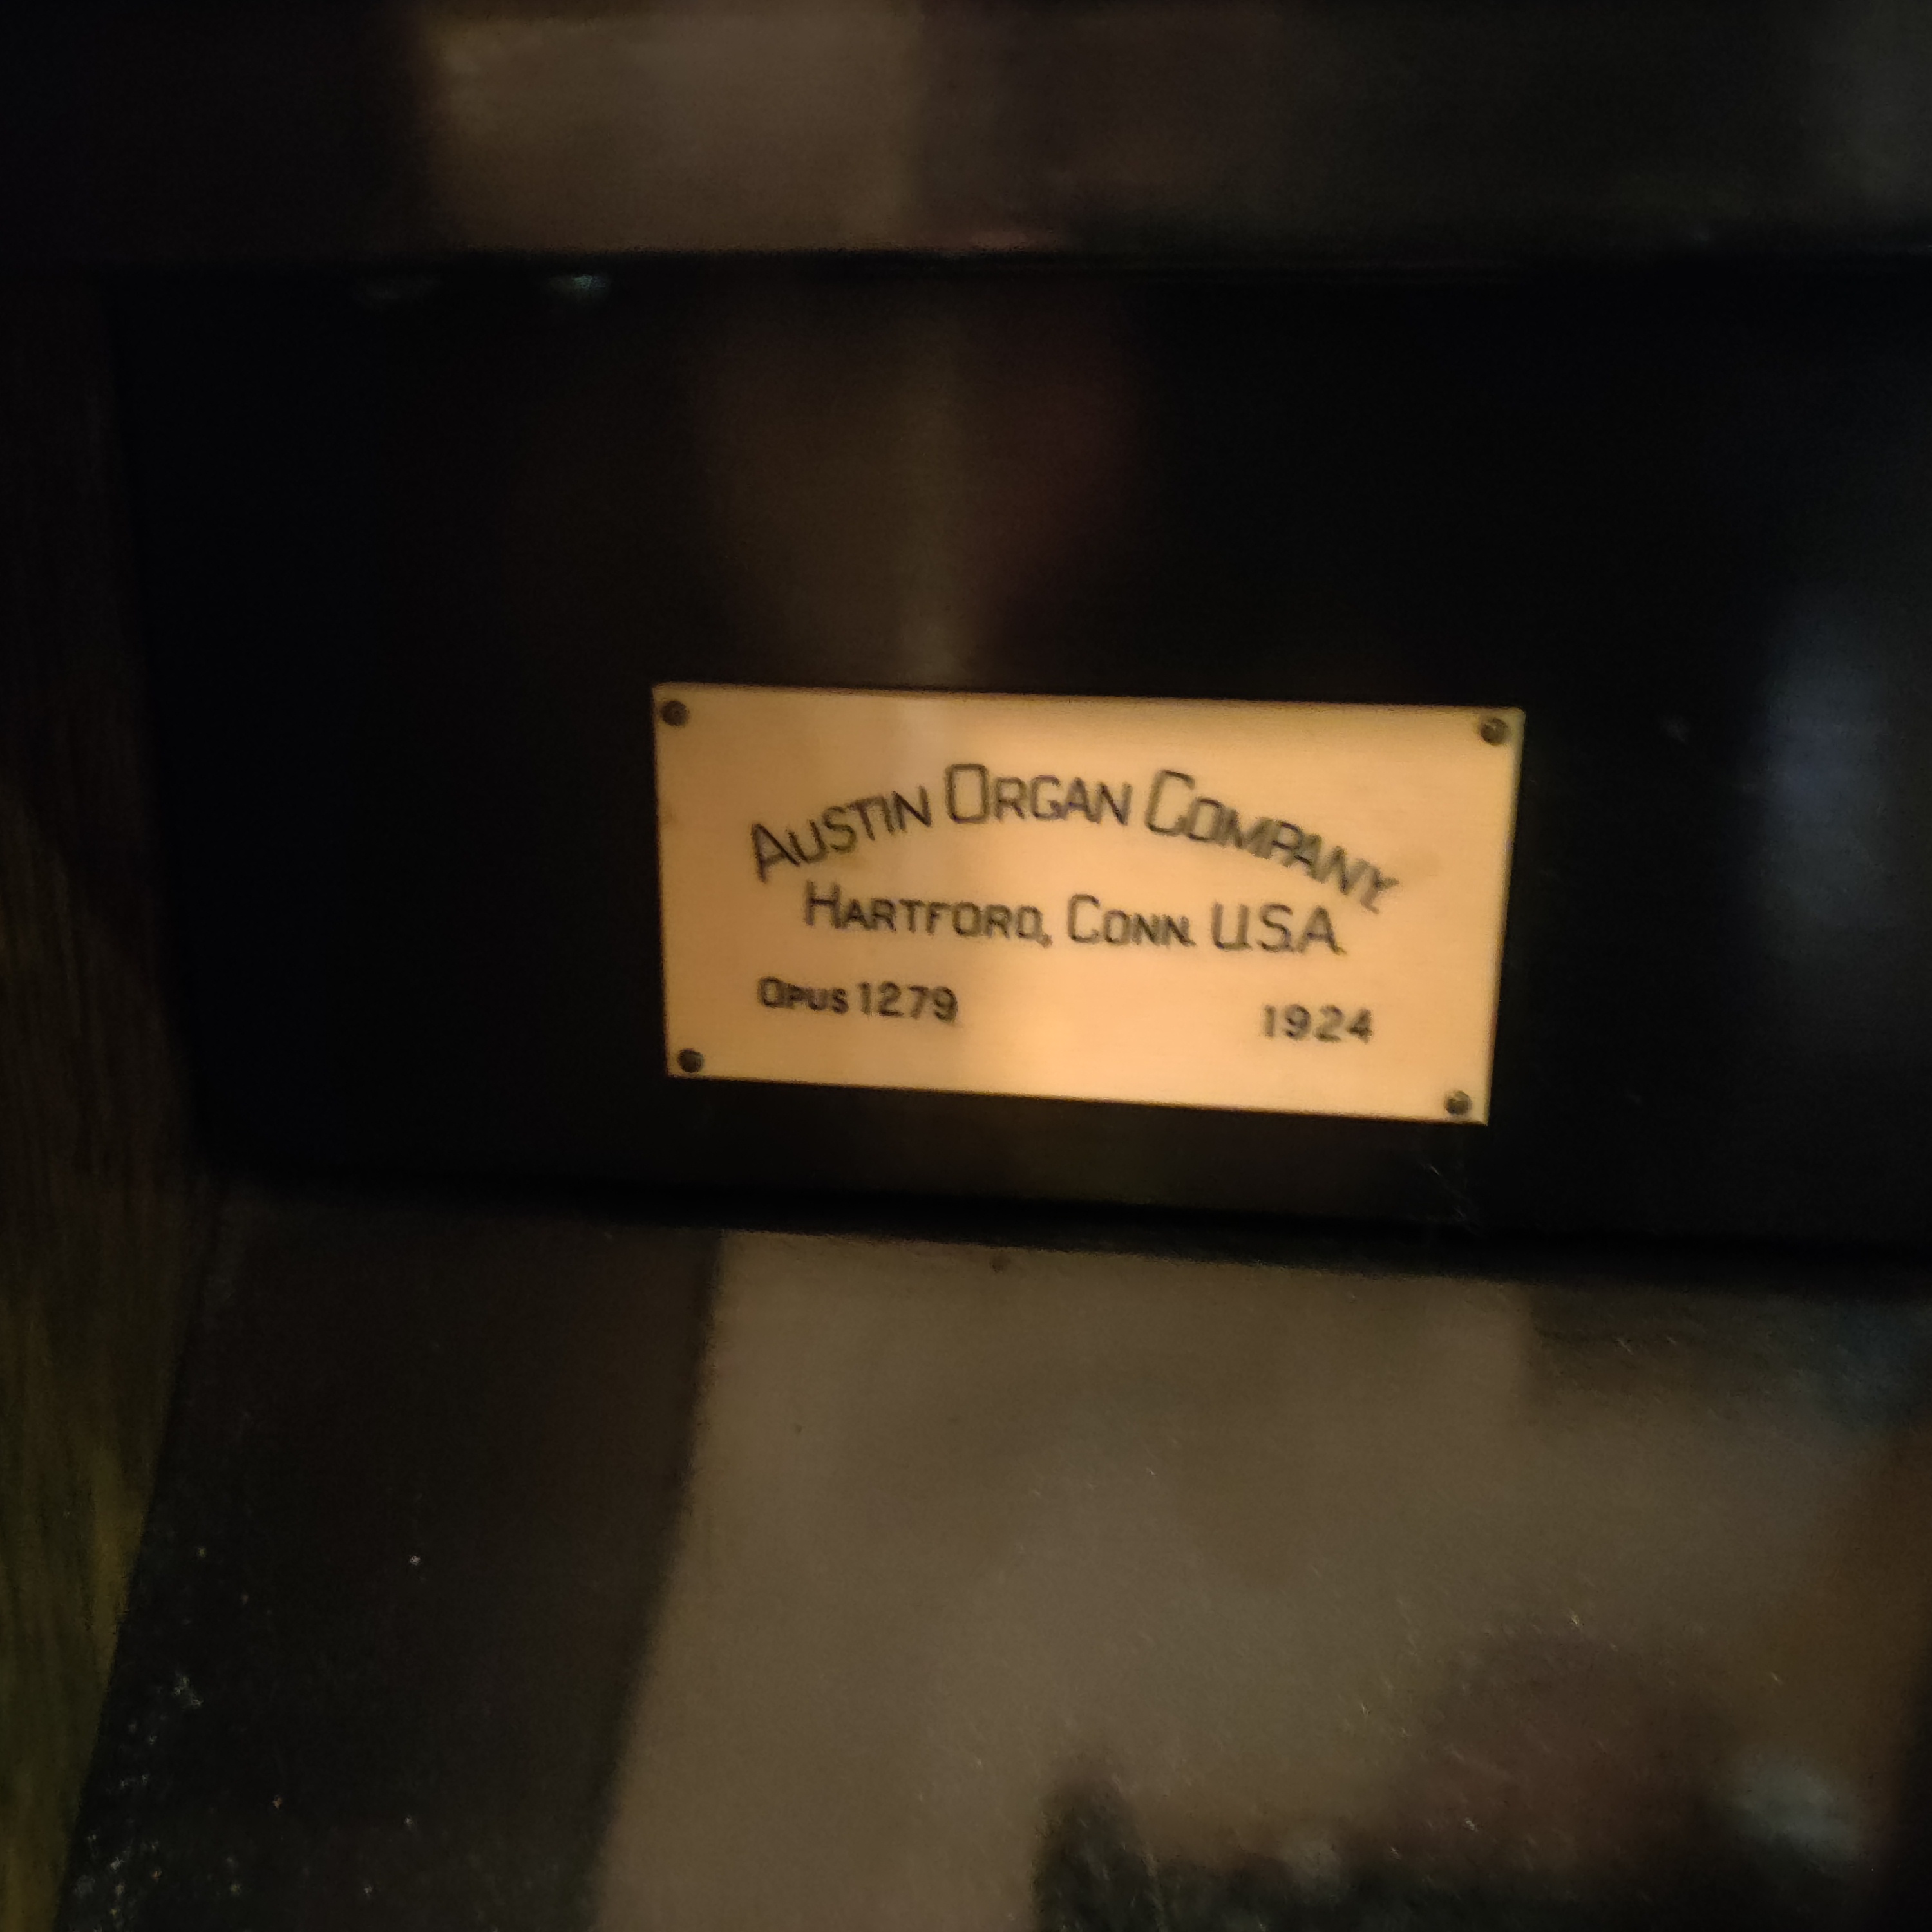 AUSTIN ORGAN COMPANY
HARTFORD, CONN. U.S.A.
OPUS 1279 1924